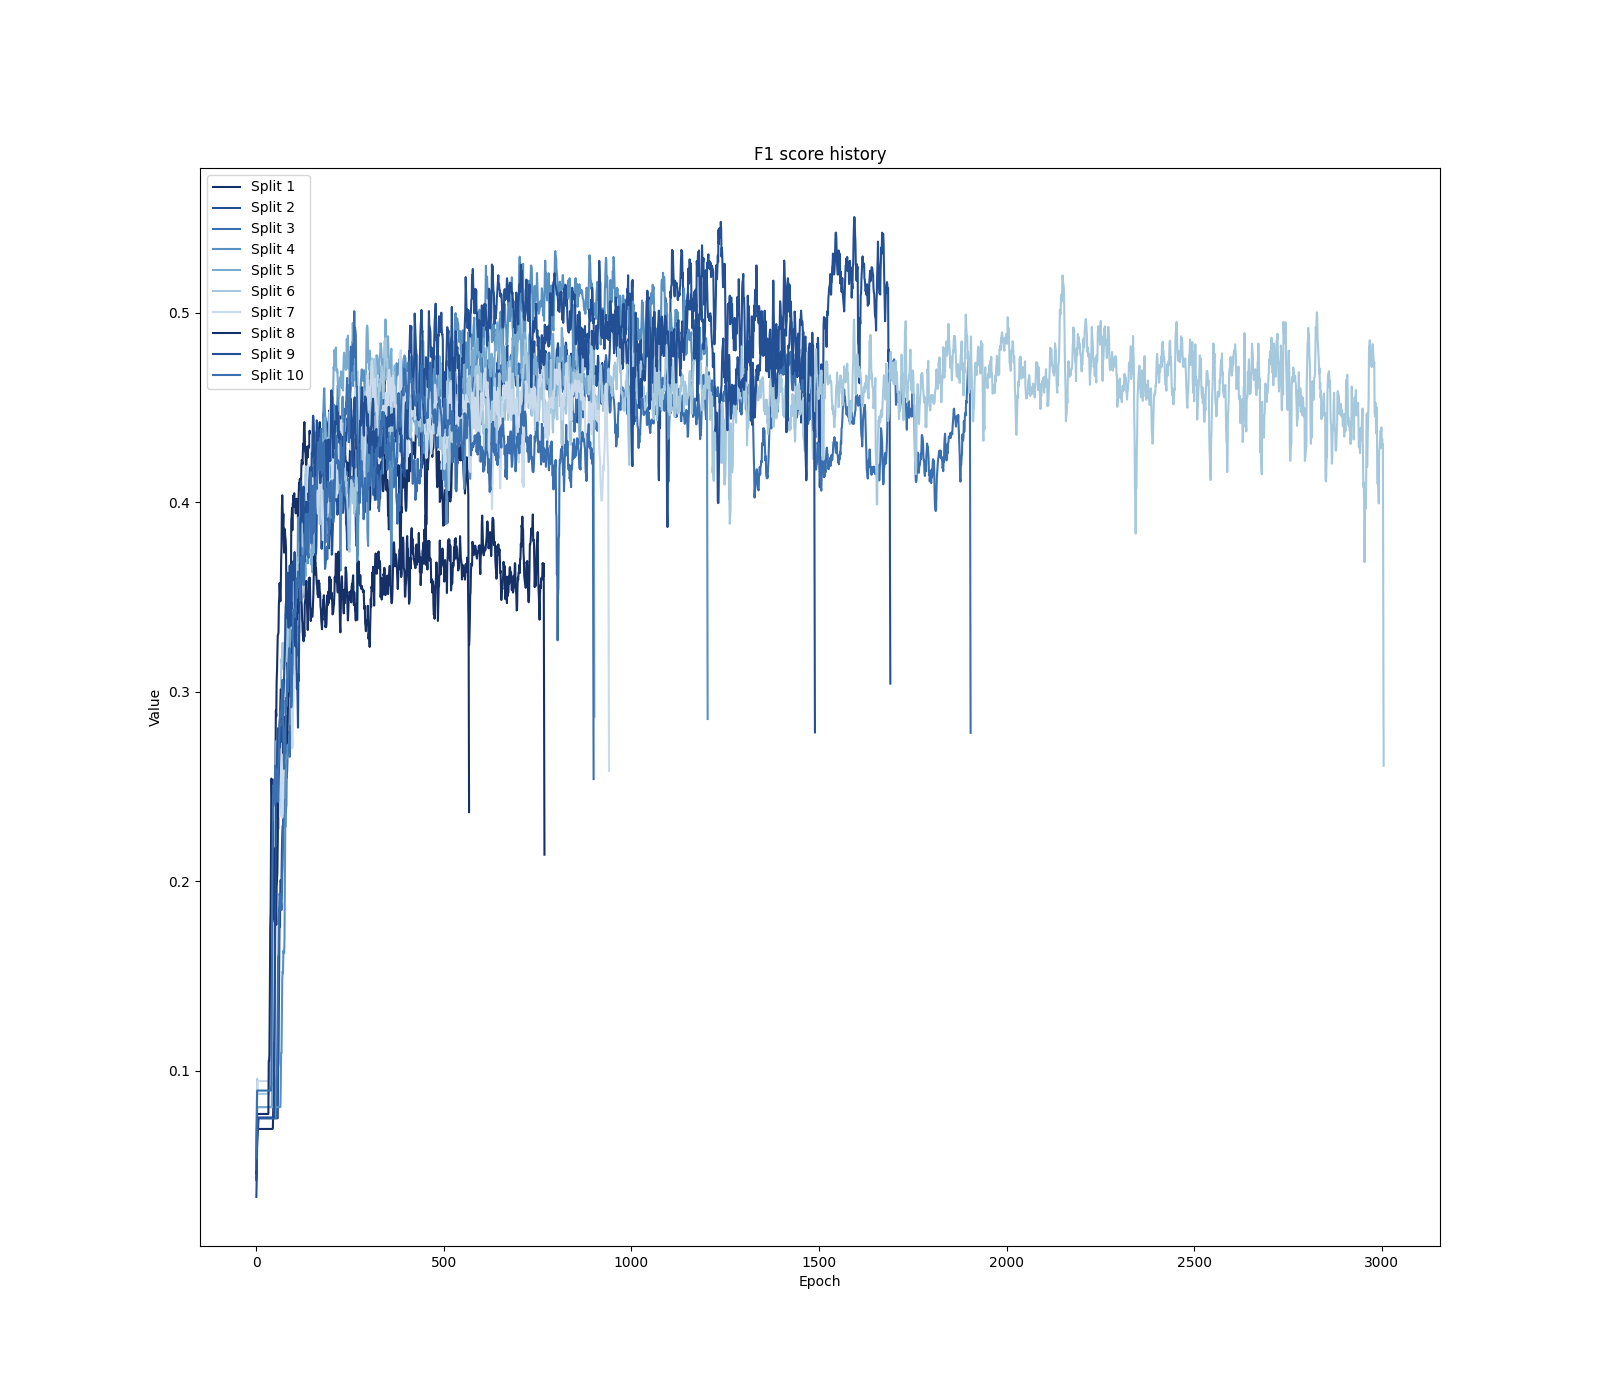 F1 score history
Split 1
Split 2
Split 3
Split 4
Split 5
Split 6
Split 7
Split 8
Split 9
Split 10
0.5
0.4
0.3
0.2
0.1
Value
0 500 1000 1500 2000 2500 3000
Epoch